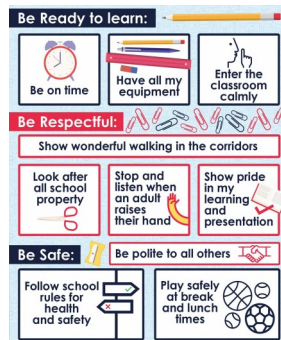 Be Ready to learn:
Be on time
Have all my
equipment
Enter the
classroom
calmly
Be Respectful:
Show wonderful walking in the corridors
Look after
all school
property
Stop and
listen when
an adult
raises
their hand
Show pride
in my
learning
and
presentation
Be Safe:
Be polite to all others
Follow school
rules for
health
and safety
Play safely
at break
and lunch
times